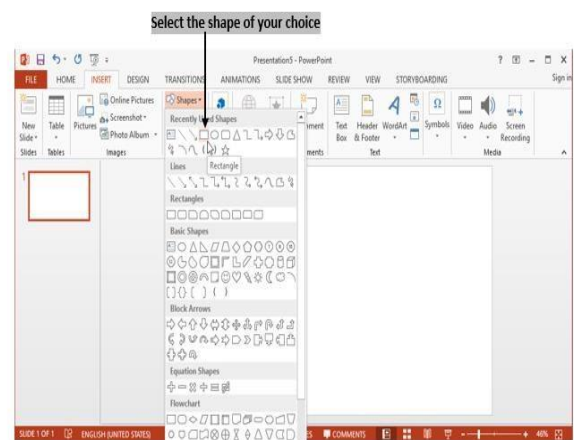 Select the shape of your choice
Presentation5 - PowerPoint
FILE HOME INSERT DESIGN TRANSITIONS ANIMATIONS SLIDE SHOW REVIEW VIEW STORYBOARDING Sign in
New Slide
Table
Pictures
Online Pictures
Screenshot
Photo Album
Shapes
Text Box
Header & Footer
WordArt
Symbols
Video
Audio
Screen Recording
Slides Tables Images ments Text Media
Recently Used Shapes
Rectangle
Lines
Rectangles
Basic Shapes
Block Arrows
Equation Shapes
Flowchart
1
SLIDE 1 OF 1 ENGLISH (UNITED STATES) COMMENTS 46%